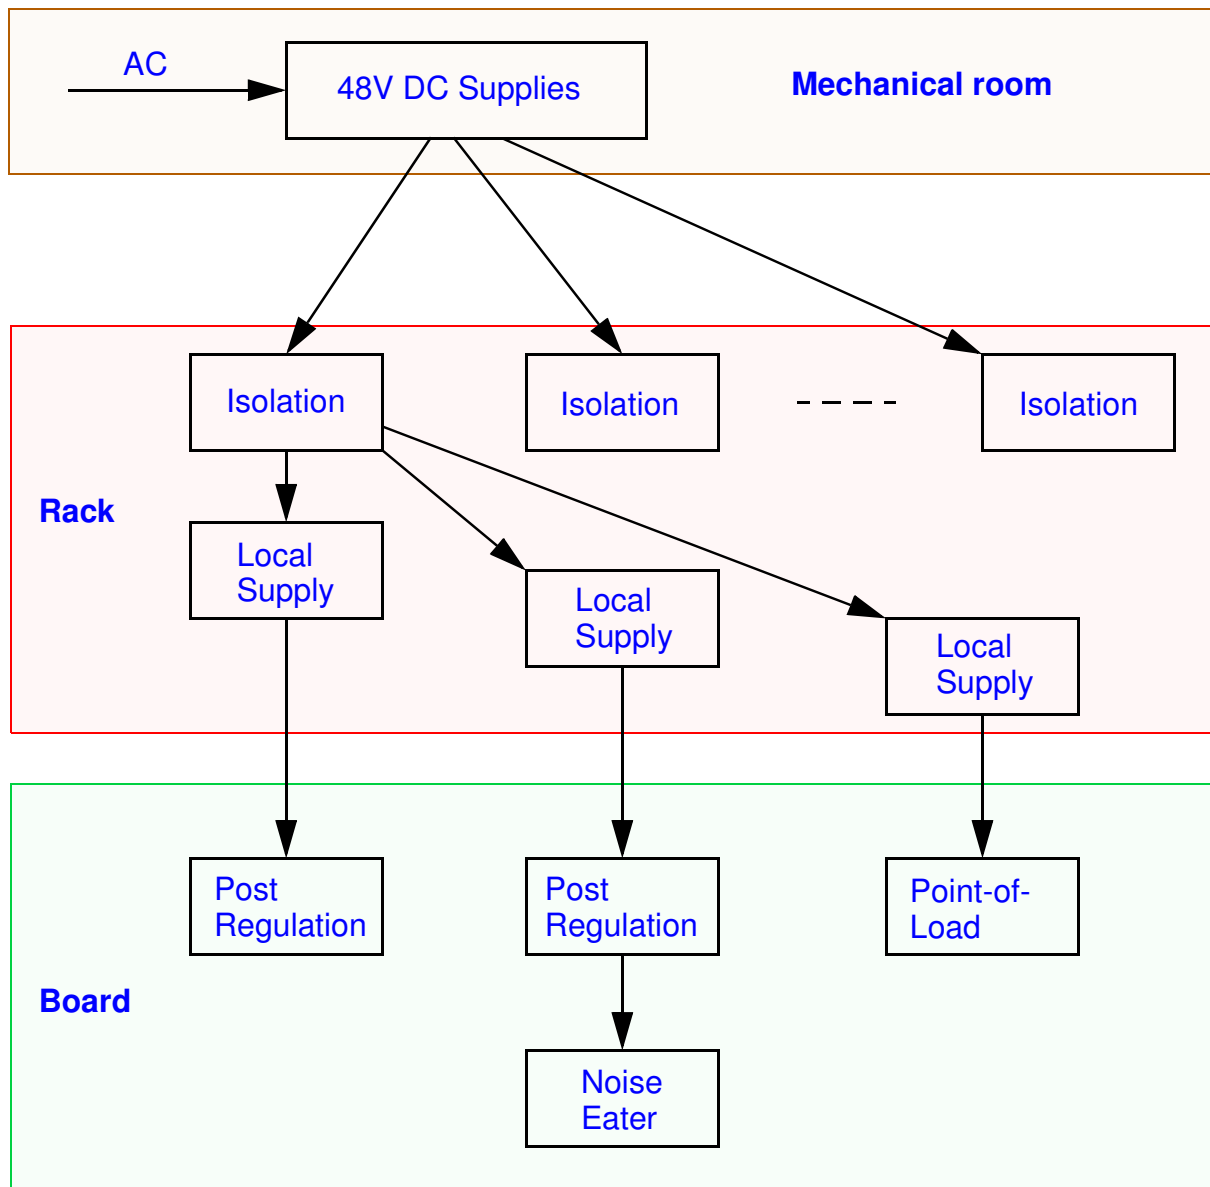 AC
48V DC Supplies
Mechanical room
Isolation
Isolation
Isolation
Rack
Local
Supply
Local
Supply
Local
Supply
Post
Regulation
Post
Regulation
Point-of-
Load
Board
Noise
Eater